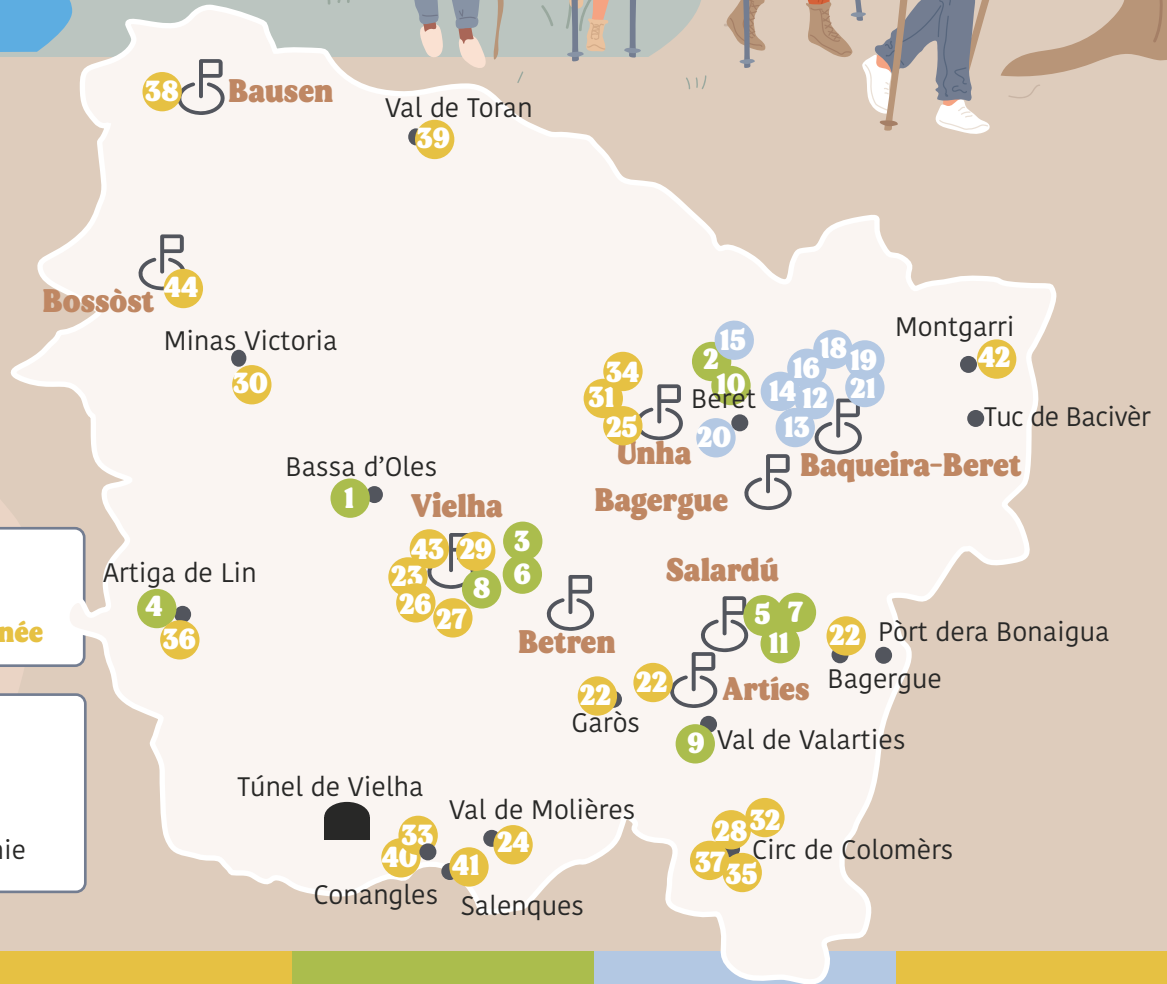 38
Bausen
Val de Toran
39
44
Bossòst
Minas Victoria
30
Montgarri
42
Tuc de Bacivèr
15
2
10
Beret
20
34
31
25
Unha
18
16
19
14
12
21
13
Baqueira-Beret
Bagergue
Bassa d'Oles
1
Vielha
43
29
3
23
6
8
26
27
Betren
Artiga de Lin
4
36
née
Salardú
5
7
11
22
Pòrt dera Bonaigua
Bagergue
22
22
Garòs
Arties
9
Val de Valarties
Túnel de Vielha
Val de Molières
33
40
24
41
Conangles
Salenques
32
28
37
35
Circ de Colomèrs
nie